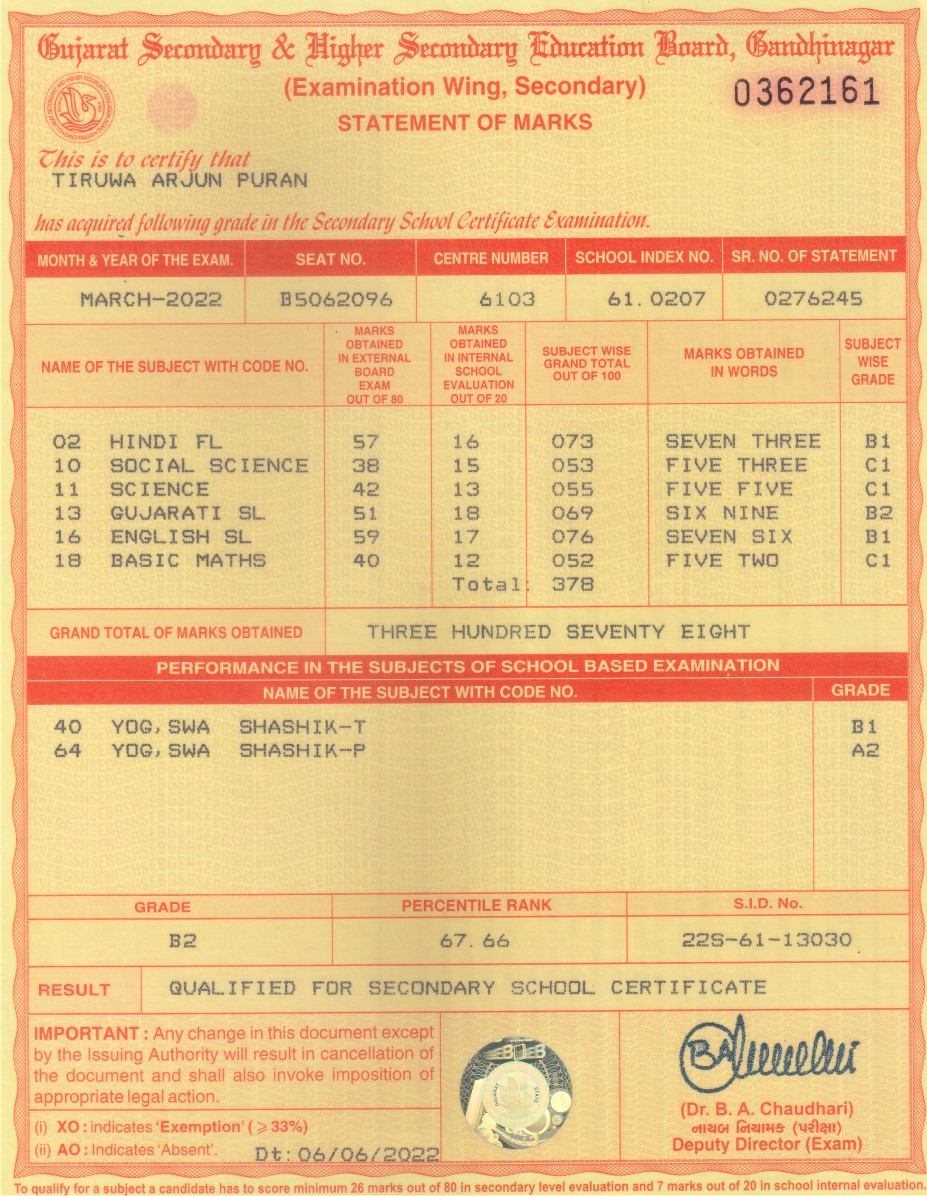 Gujarat Secondary & Higher Secondary Education Board, Gandhinagar
(Examination Wing, Secondary)
0362161
STATEMENT OF MARKS
This is to certify that
TIRUWA ARJUN PURAN
has acquired following grade in the Secondary School Certificate Examination.
MONTH & YEAR OF THE EXAM. SEAT NO. CENTRE NUMBER SCHOOL INDEX NO. SR. NO. OF STATEMENT
MARCH-2022 B5062096 6103 61.0207 0276245
NAME OF THE SUBJECT WITH CODE NO. MARKS OBTAINED IN EXTERNAL BOARD EXAM OUT OF 80 MARKS OBTAINED IN INTERNAL SCHOOL EVALUATION OUT OF 20 SUBJECT WISE GRAND TOTAL OUT OF 100 MARKS OBTAINED IN WORDS SUBJECT WISE GRADE
02 HINDI FL 57 16 073 SEVEN THREE B1
10 SOCIAL SCIENCE 38 15 053 FIVE THREE C1
11 SCIENCE 42 13 055 FIVE FIVE C1
13 GUJARATI SL 51 18 069 SIX NINE B2
16 ENGLISH SL 59 17 076 SEVEN SIX B1
18 BASIC MATHS 40 12 052 FIVE TWO C1
Total: 378
GRAND TOTAL OF MARKS OBTAINED THREE HUNDRED SEVENTY EIGHT
PERFORMANCE IN THE SUBJECTS OF SCHOOL BASED EXAMINATION
NAME OF THE SUBJECT WITH CODE NO. GRADE
40 YOG,SWA SHASHIK-T B1
64 YOG,SWA SHASHIK-P A2
GRADE PERCENTILE RANK S.I.D. No.
B2 67.66 22S-61-13030
RESULT QUALIFIED FOR SECONDARY SCHOOL CERTIFICATE
IMPORTANT : Any change in this document except
by the Issuing Authority will result in cancellation of
the document and shall also invoke imposition of
appropriate legal action.
(i) XO : indicates 'Exemption' (⩾ 33%)
(ii) AO : Indicates 'Absent'.
Dt: 06/06/2022
(Dr. B. A. Chaudhari)
નાયબ નિયામક (પરીક્ષા)
Deputy Director (Exam)
To qualify for a subject a candidate has to score minimum 26 marks out of 80 in secondary level evaluation and 7 marks out of 20 in school internal evaluation.